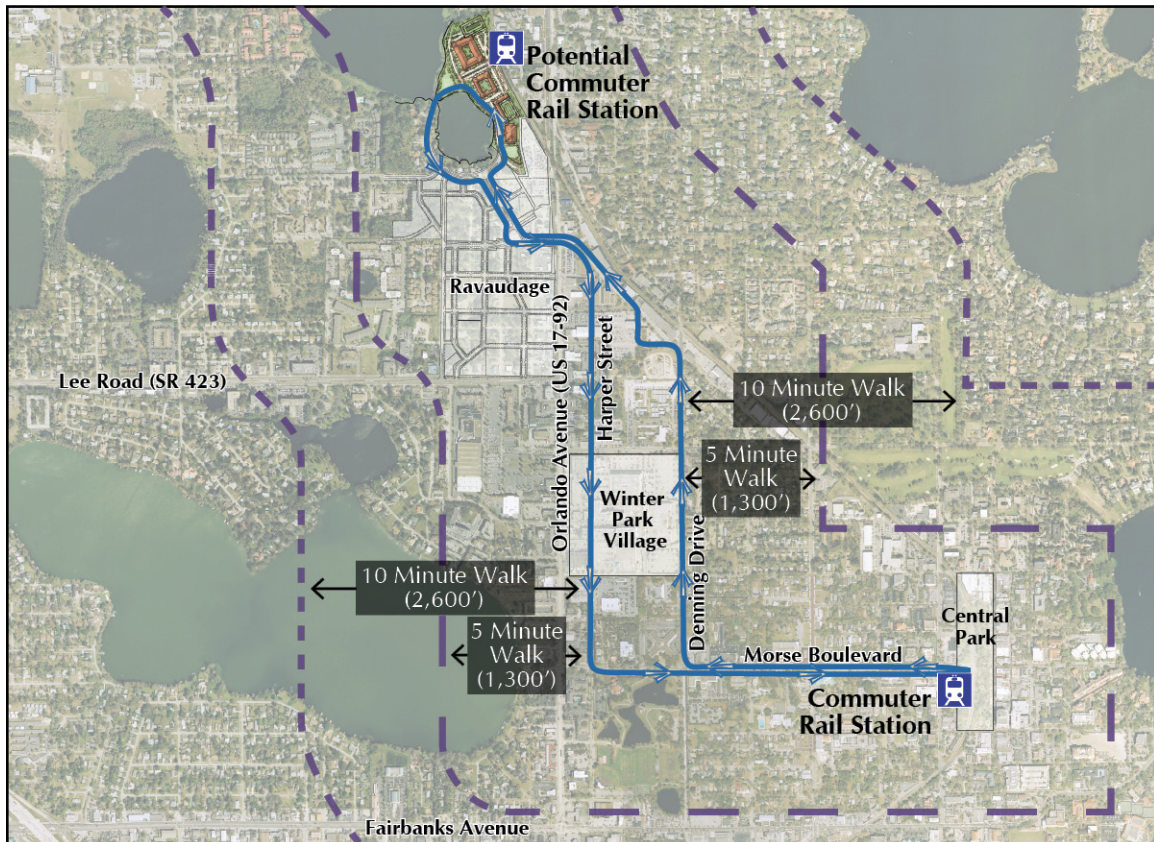 Potential
Commuter
Rail Station
Ravaudage
Orlando Avenue (US 17-92)
Harper Street
Lee Road (SR 423)
10 Minute Walk
(2,600')
5 Minute
Walk
(1,300')
Winter
Park
Village
Denning Drive
10 Minute Walk
(2,600')
5 Minute
Walk
(1,300')
Central
Park
Morse Boulevard
Commuter
Rail Station
Fairbanks Avenue